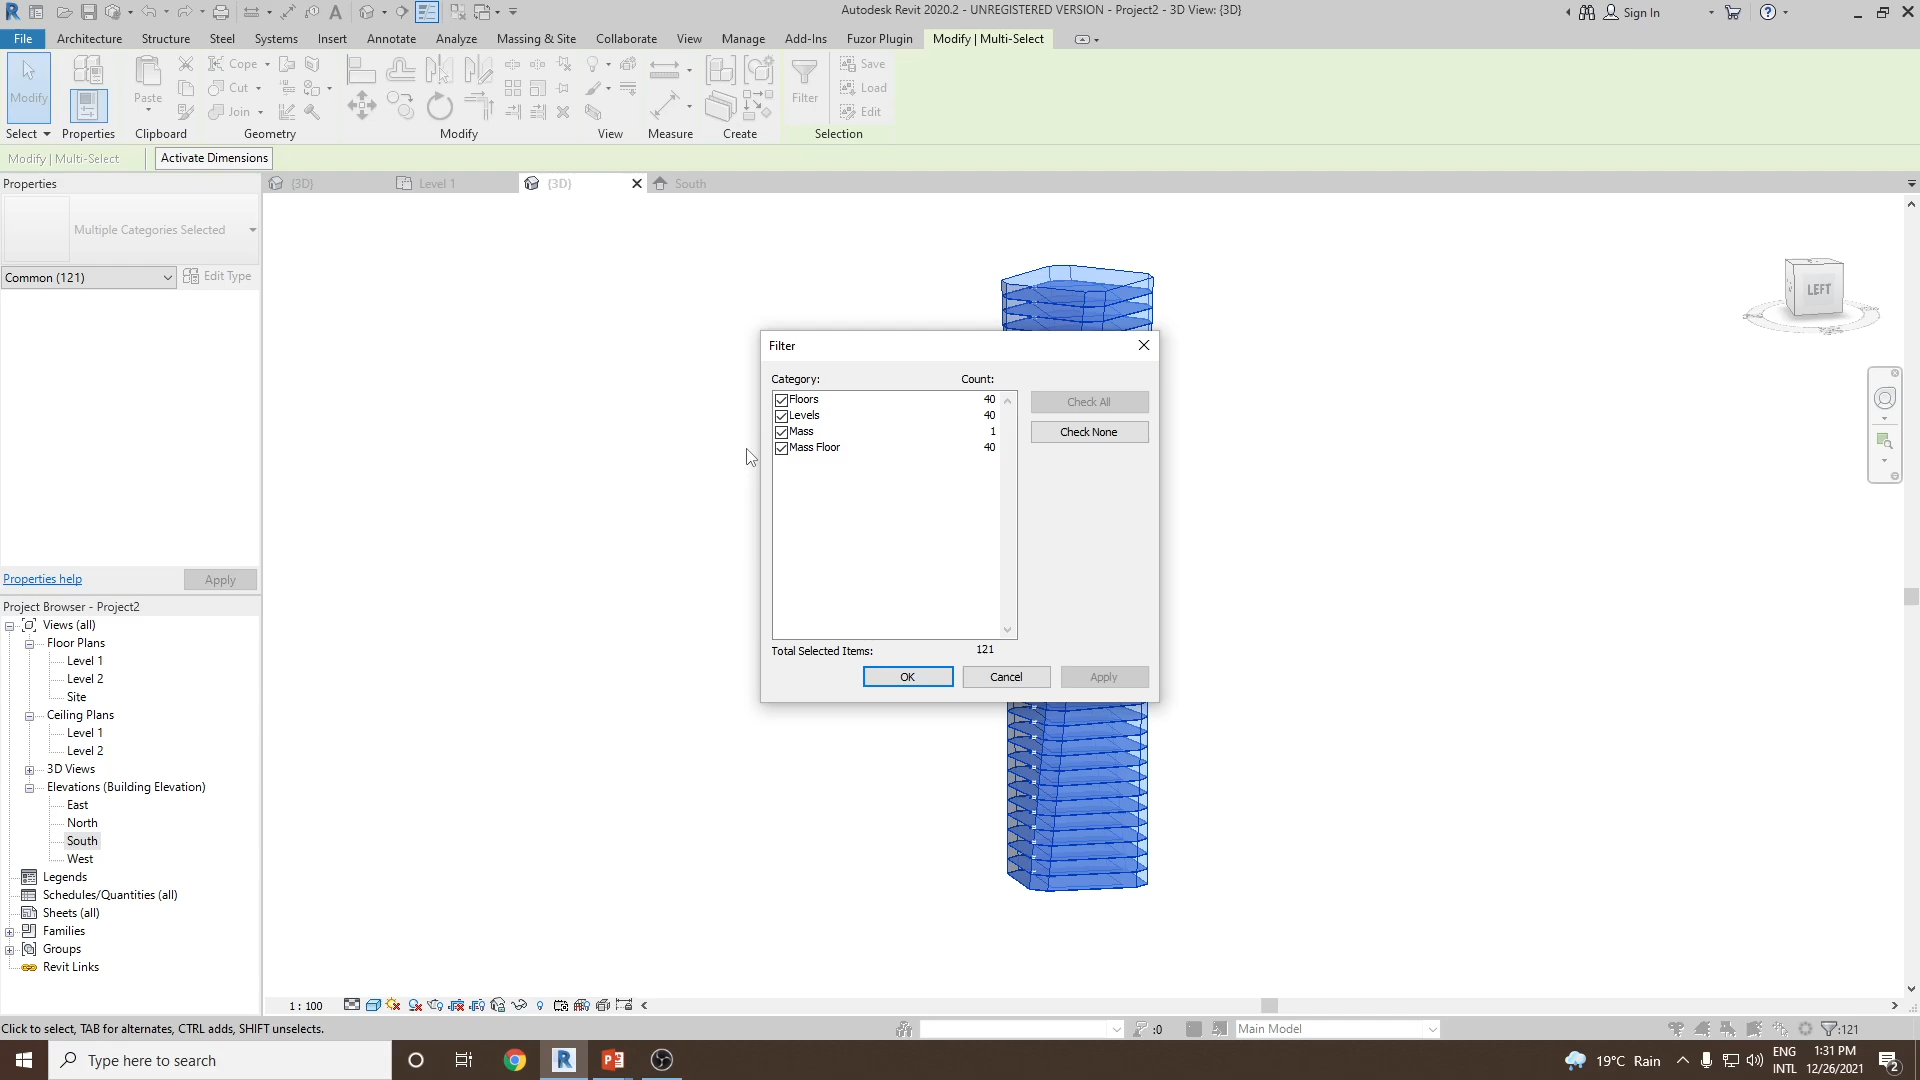 Autodesk Revit 2020.2 - UNREGISTERED VERSION - Project2 - 3D View: {3D}
Sign In
File Architecture Structure Steel Systems Insert Annotate Analyze Massing & Site Collaborate View Manage Add-Ins Fuzor Plugin Modify | Multi-Select
Cope Save
Modify Paste Cut Filter Load
Join Edit
Select Properties Clipboard Geometry Modify View Measure Create Selection
Modify | Multi-Select Activate Dimensions
Properties
{3D} Level 1 {3D} South
Multiple Categories Selected
Common (121) Edit Type
LEFT
Filter
Category: Count:
Floors 40 Check All
Levels 40
Mass 1 Check None
Mass Floor 40
Total Selected Items: 121
OK Cancel Apply
Properties help Apply
Project Browser - Project2
Views (all)
Floor Plans
Level 1
Level 2
Site
Ceiling Plans
Level 1
Level 2
3D Views
Elevations (Building Elevation)
East
North
South
West
Legends
Schedules/Quantities (all)
Sheets (all)
Families
Groups
Revit Links
1 : 100
Click to select, TAB for alternates, CTRL adds, SHIFT unselects.
:0 Main Model :121
Type here to search
19°C Rain
ENG
INTL
1:31 PM
12/26/2021
2